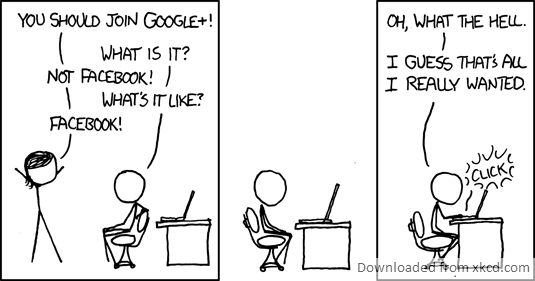 YOU SHOULD JOIN GOOGLE+!
WHAT IS IT?
NOT FACEBOOK!
WHAT'S IT LIKE?
FACEBOOK!
OH, WHAT THE HELL.
I GUESS THAT'S ALL
I REALLY WANTED.
CLICK
Downloaded from xkcd.com